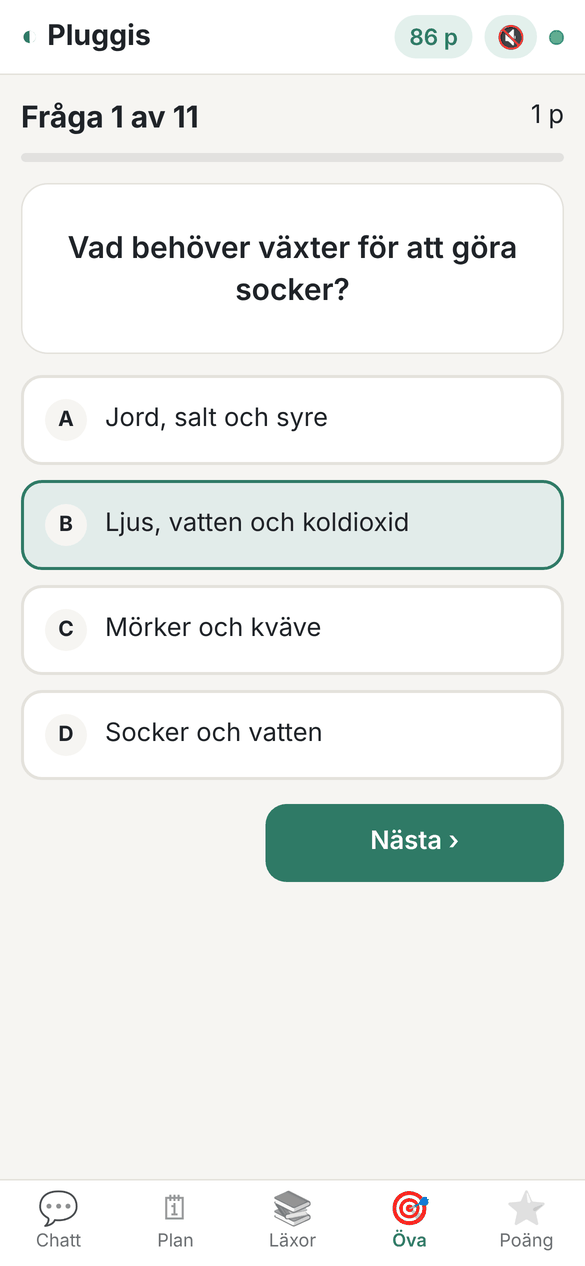 Pluggis
86 p
Fråga 1 av 11
1 p
Vad behöver växter för att göra
socker?
A Jord, salt och syre
B Ljus, vatten och koldioxid
C Mörker och kväve
D Socker och vatten
Nästa ›
1
Chatt
Plan
Läxor
Öva
Poäng